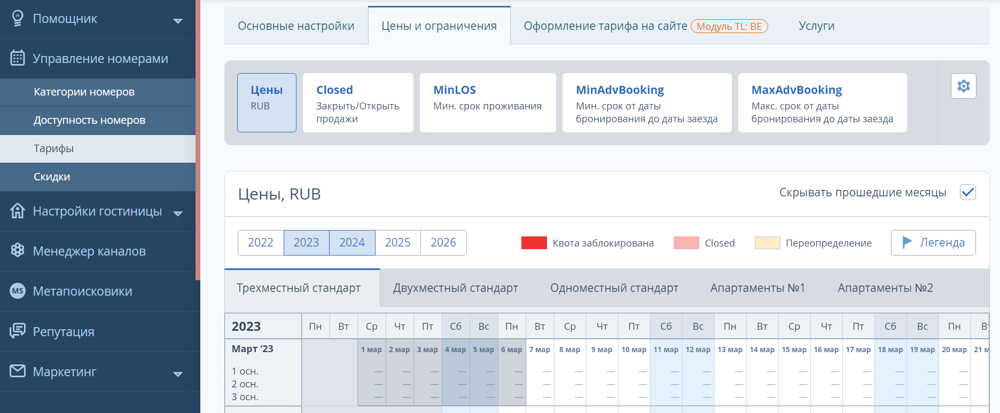 Помощник
Управление номерами
Категории номеров
Доступность номеров
Тарифы
Скидки
Настройки гостиницы
Менеджер каналов
MS Метапоисковики
Репутация
Маркетинг
Основные настройки Цены и ограничения Оформление тарифа на сайте Модуль TL: BE Услуги
Цены
RUB
Closed
Закрыть/Открыть
продажи
MinLOS
Мин. срок проживания
MinAdvBooking
Мин. срок от даты
бронирования до даты заезда
MaxAdvBooking
Макс. срок от даты
бронирования до даты заезда
Цены, RUB
Скрывать прошедшие месяцы
2022 2023 2024 2025 2026
Квота заблокирована Closed Переопределение Легенда
Трехместный стандарт Двухместный стандарт Одноместный стандарт Апартаменты №1 Апартаменты №2
2023 Пн Вт Ср Чт Пт Сб Вс Пн Вт Ср Чт Пт Сб Вс Пн Вт Ср Чт Пт Сб Вс Пн
Март ‘23 1 мар 2 мар 3 мар 4 мар 5 мар 6 мар 7 мар 8 мар 9 мар 10 мар 11 мар 12 мар 13 мар 14 мар 15 мар 16 мар 17 мар 18 мар 19 мар 20 мар 21
1 осн. — — — — — — — — — — — — — — — — — — — —
2 осн. — — — — — — — — — — — — — — — — — — — —
3 осн. — — — — — — — — — — — — — — — — — — — —